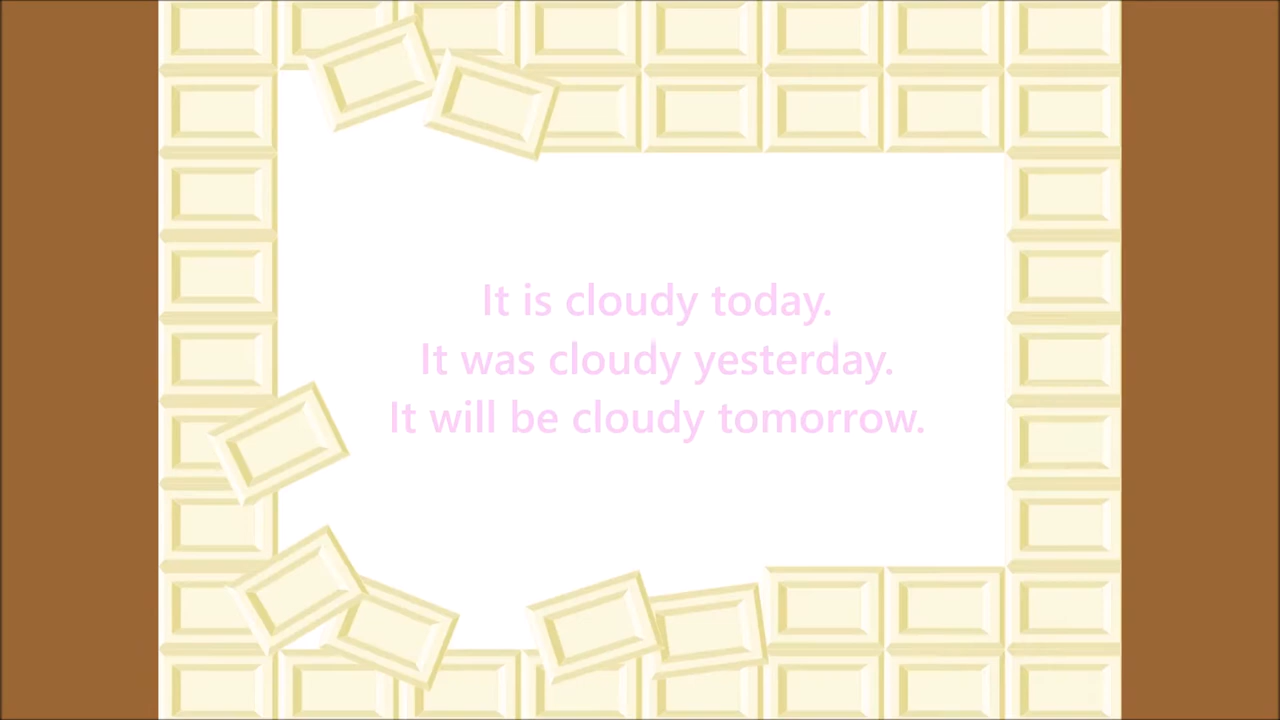 It is cloudy today.
It was cloudy yesterday.
It will be cloudy tomorrow.